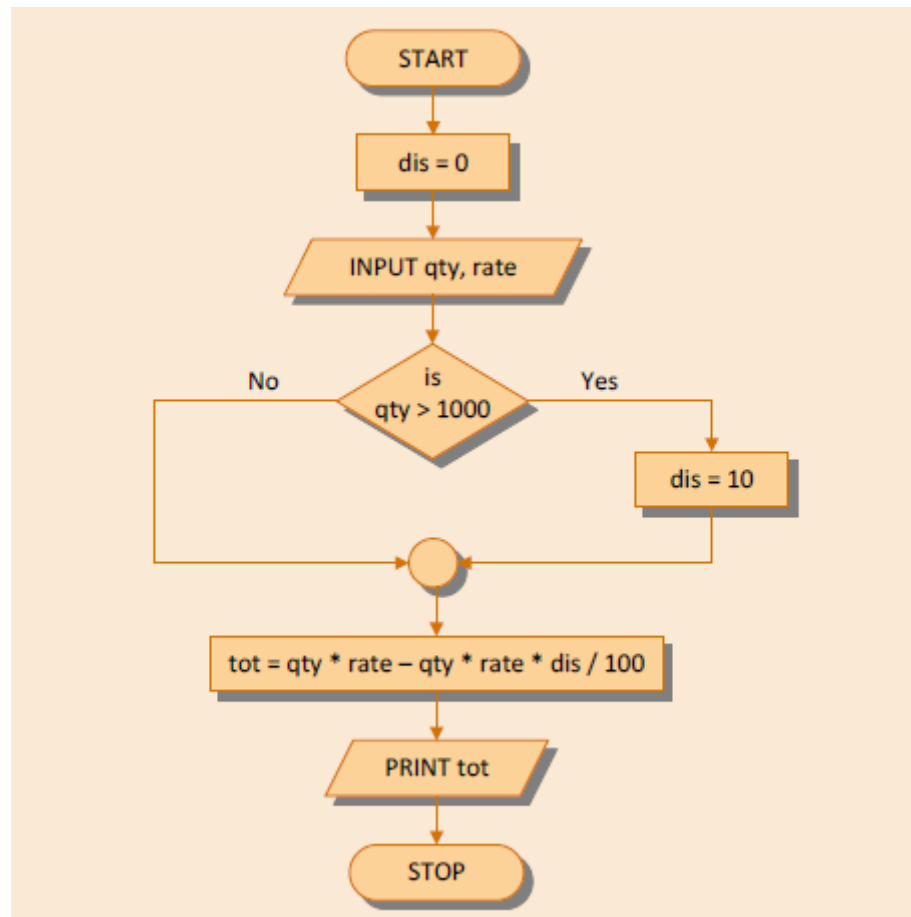 START
dis = 0
INPUT qty, rate
No
is
qty > 1000
Yes
dis = 10
tot = qty * rate – qty * rate * dis / 100
PRINT tot
STOP